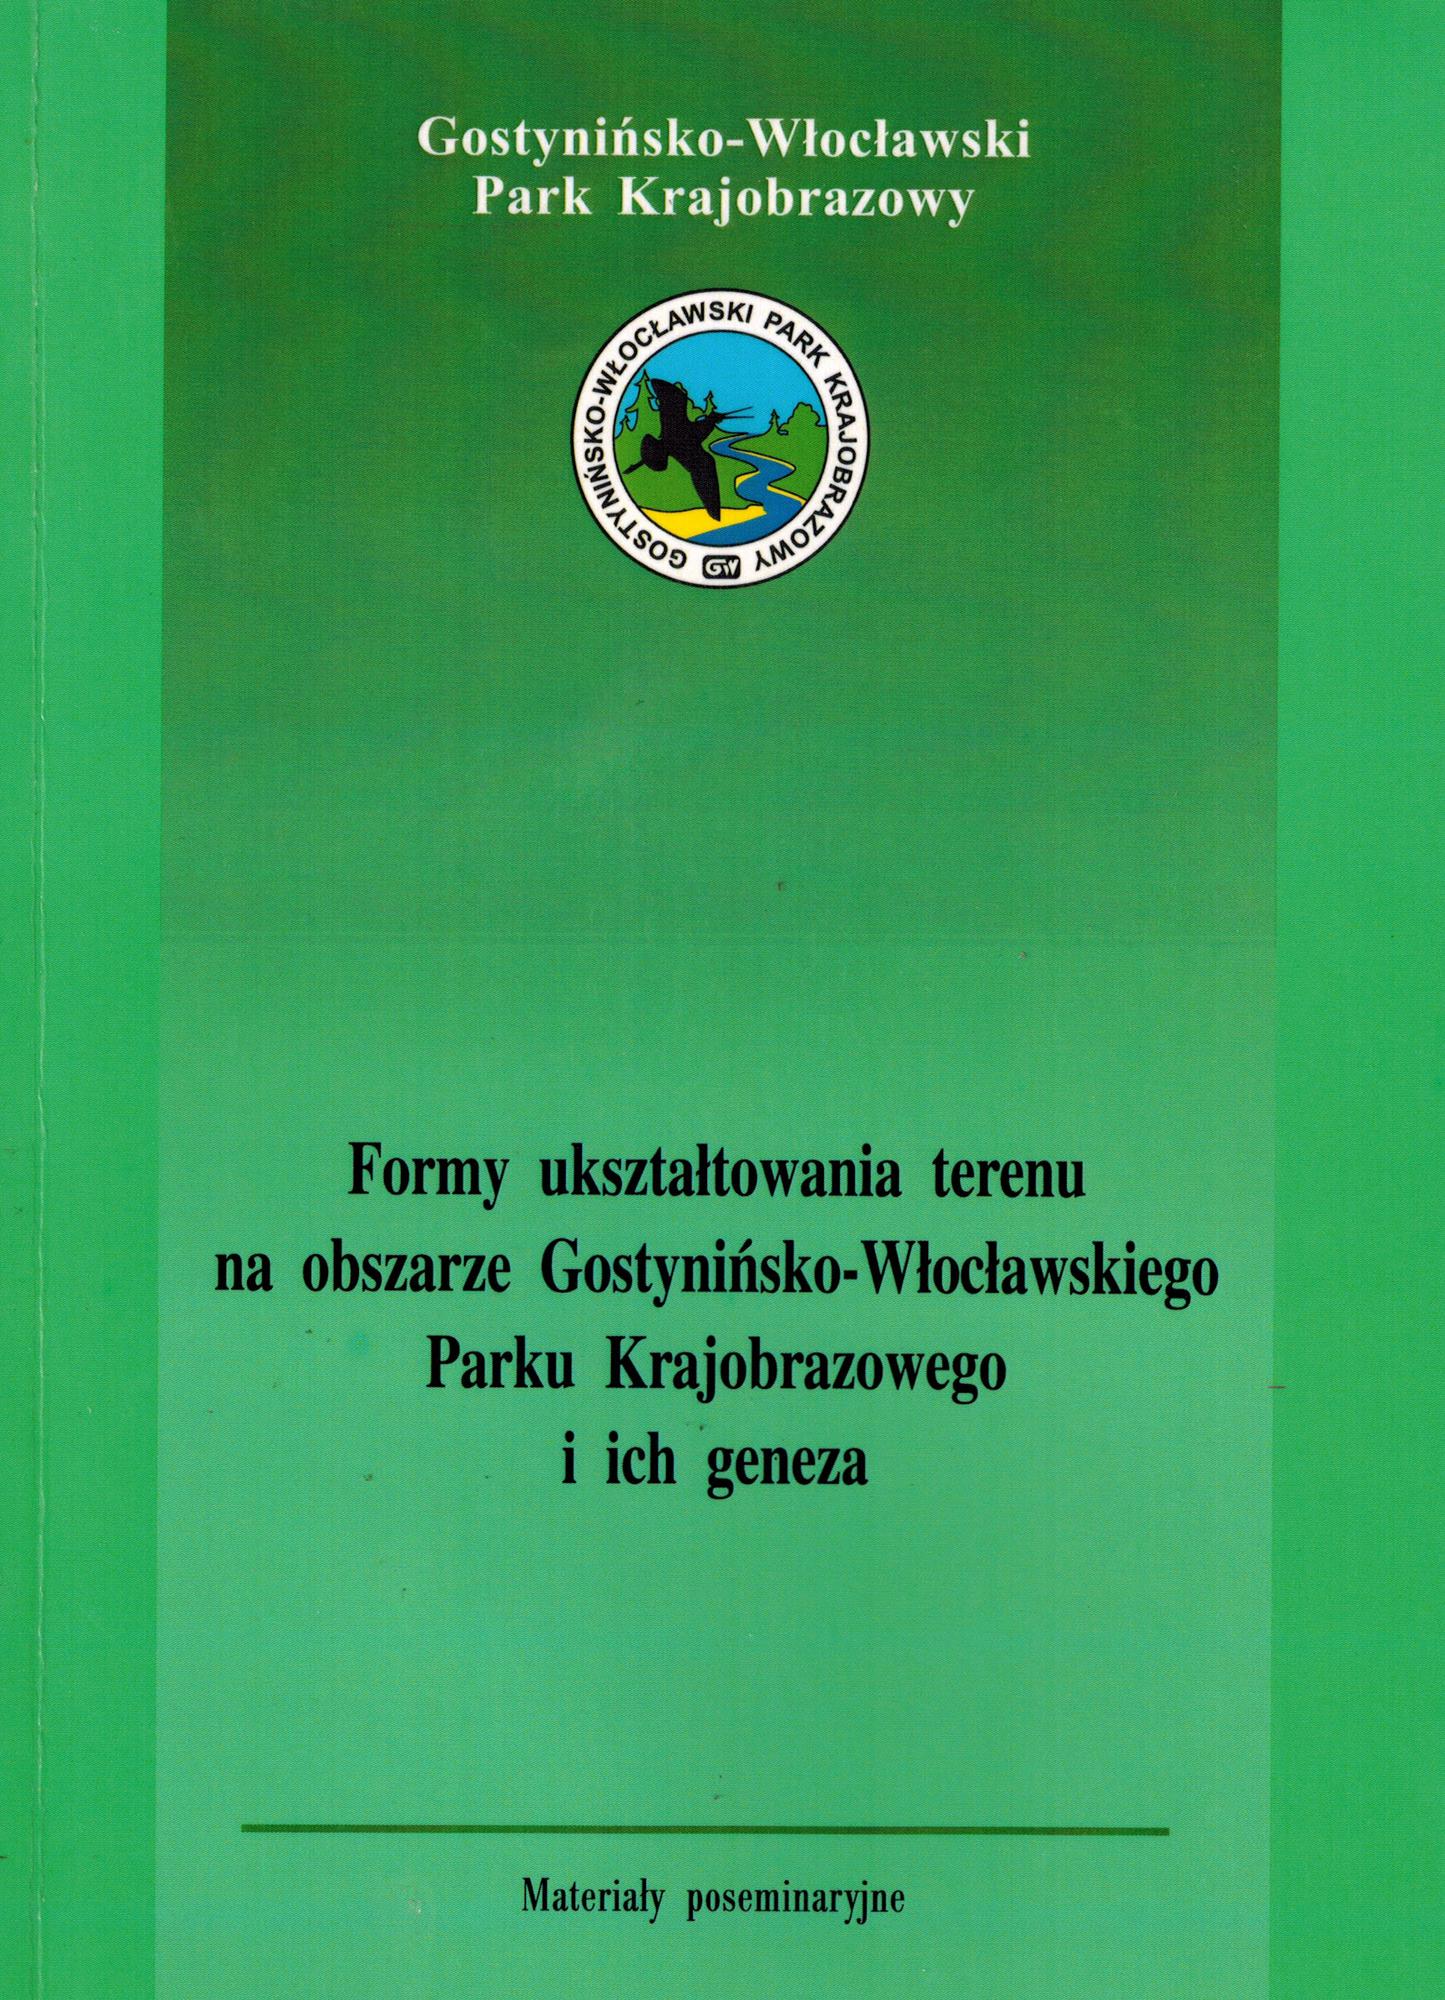 Gostynińsko-Włocławski
Park Krajobrazowy
GOSTYNIŃSKO-WŁOCŁAWSKI PARK KRAJOBRAZOWY
GW
Formy ukształtowania terenu
na obszarze Gostynińsko-Włocławskiego
Parku Krajobrazowego
i ich geneza
Materiały poseminaryjne